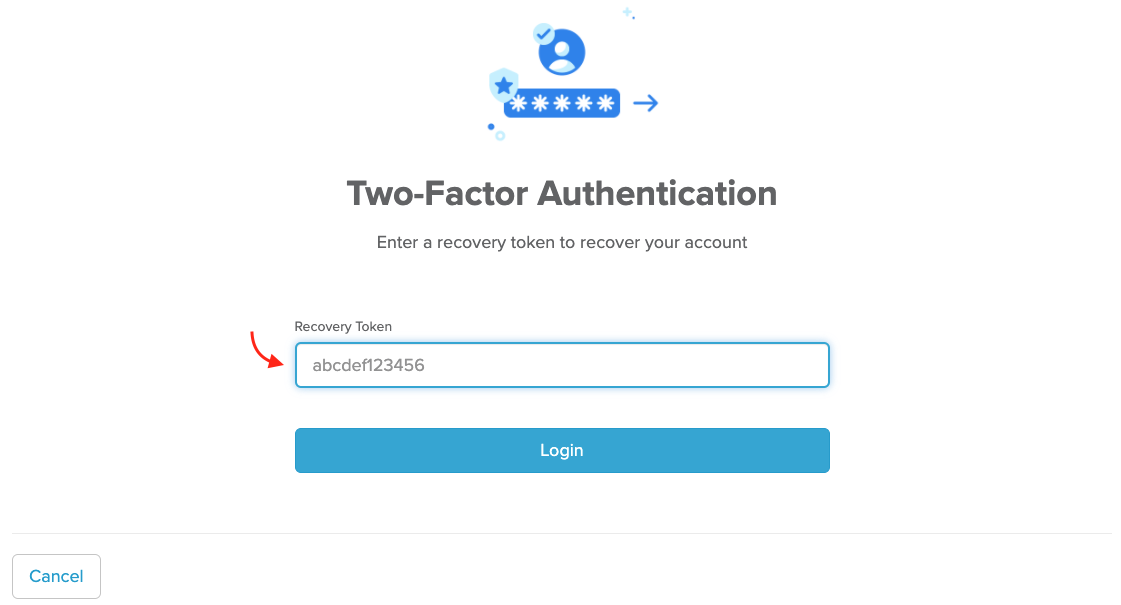 *****
Two-Factor Authentication
Enter a recovery token to recover your account
Recovery Token
abcdef123456
Login
Cancel